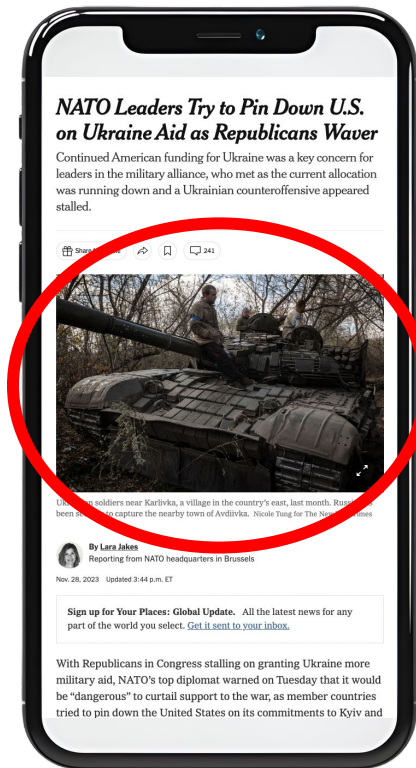 NATO Leaders Try to Pin Down U.S.
on Ukraine Aid as Republicans Waver
Continued American funding for Ukraine was a key concern for
leaders in the military alliance, who met as the current allocation
was running down and a Ukrainian counteroffensive appeared
stalled.
Share 241
soldiers near Karlivka, a village in the country's east, last month.
been to capture the nearby town of Avdiivka. Nicole Tung for The New
By Lara Jakes
Reporting from NATO headquarters in Brussels
Nov. 28, 2023 Updated 3:44 p.m. ET
Sign up for Your Places: Global Update. All the latest news for any
part of the world you select. Get it sent to your inbox.
With Republicans in Congress stalling on granting Ukraine more
military aid, NATO's top diplomat warned on Tuesday that it would
be "dangerous" to curtail support to the war, as member countries
tried to pin down the United States on its commitments to Kyiv and